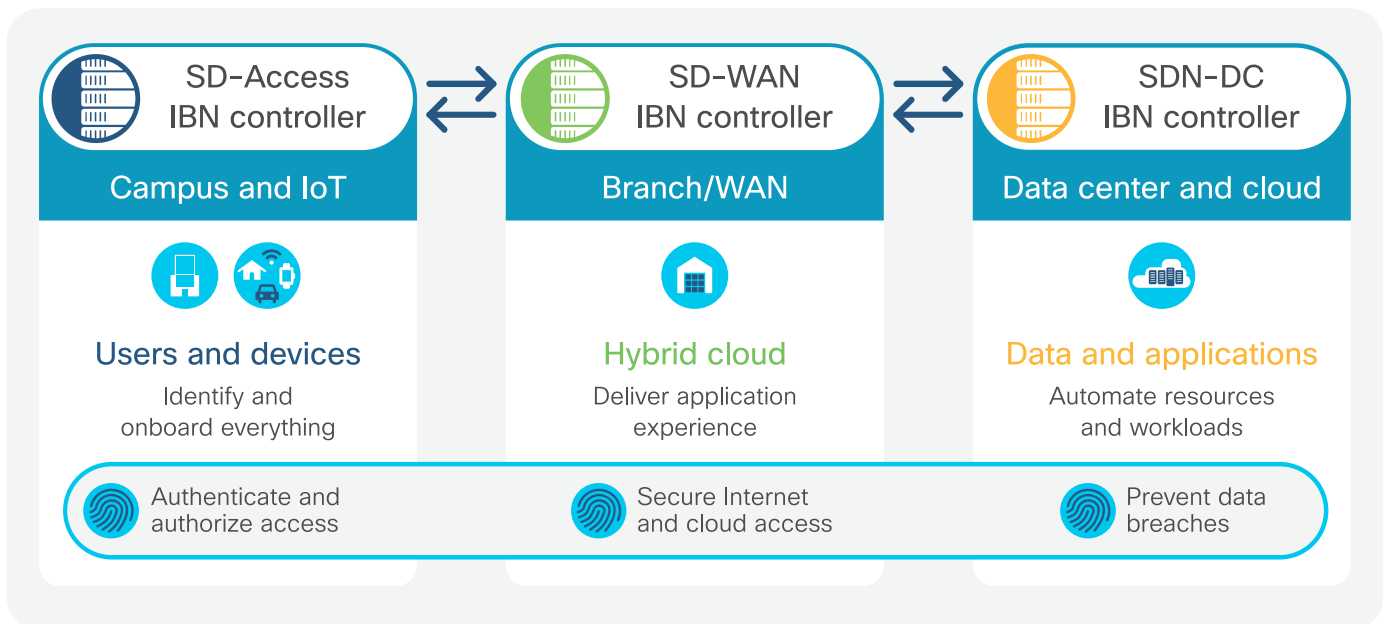 SD-Access
IBN controller
Campus and IoT
Users and devices
Identify and
onboard everything
Authenticate and
authorize access
SD-WAN
IBN controller
Branch/WAN
Hybrid cloud
Deliver application
experience
Secure Internet
and cloud access
SDN-DC
IBN controller
Data center and cloud
Data and applications
Automate resources
and workloads
Prevent data
breaches